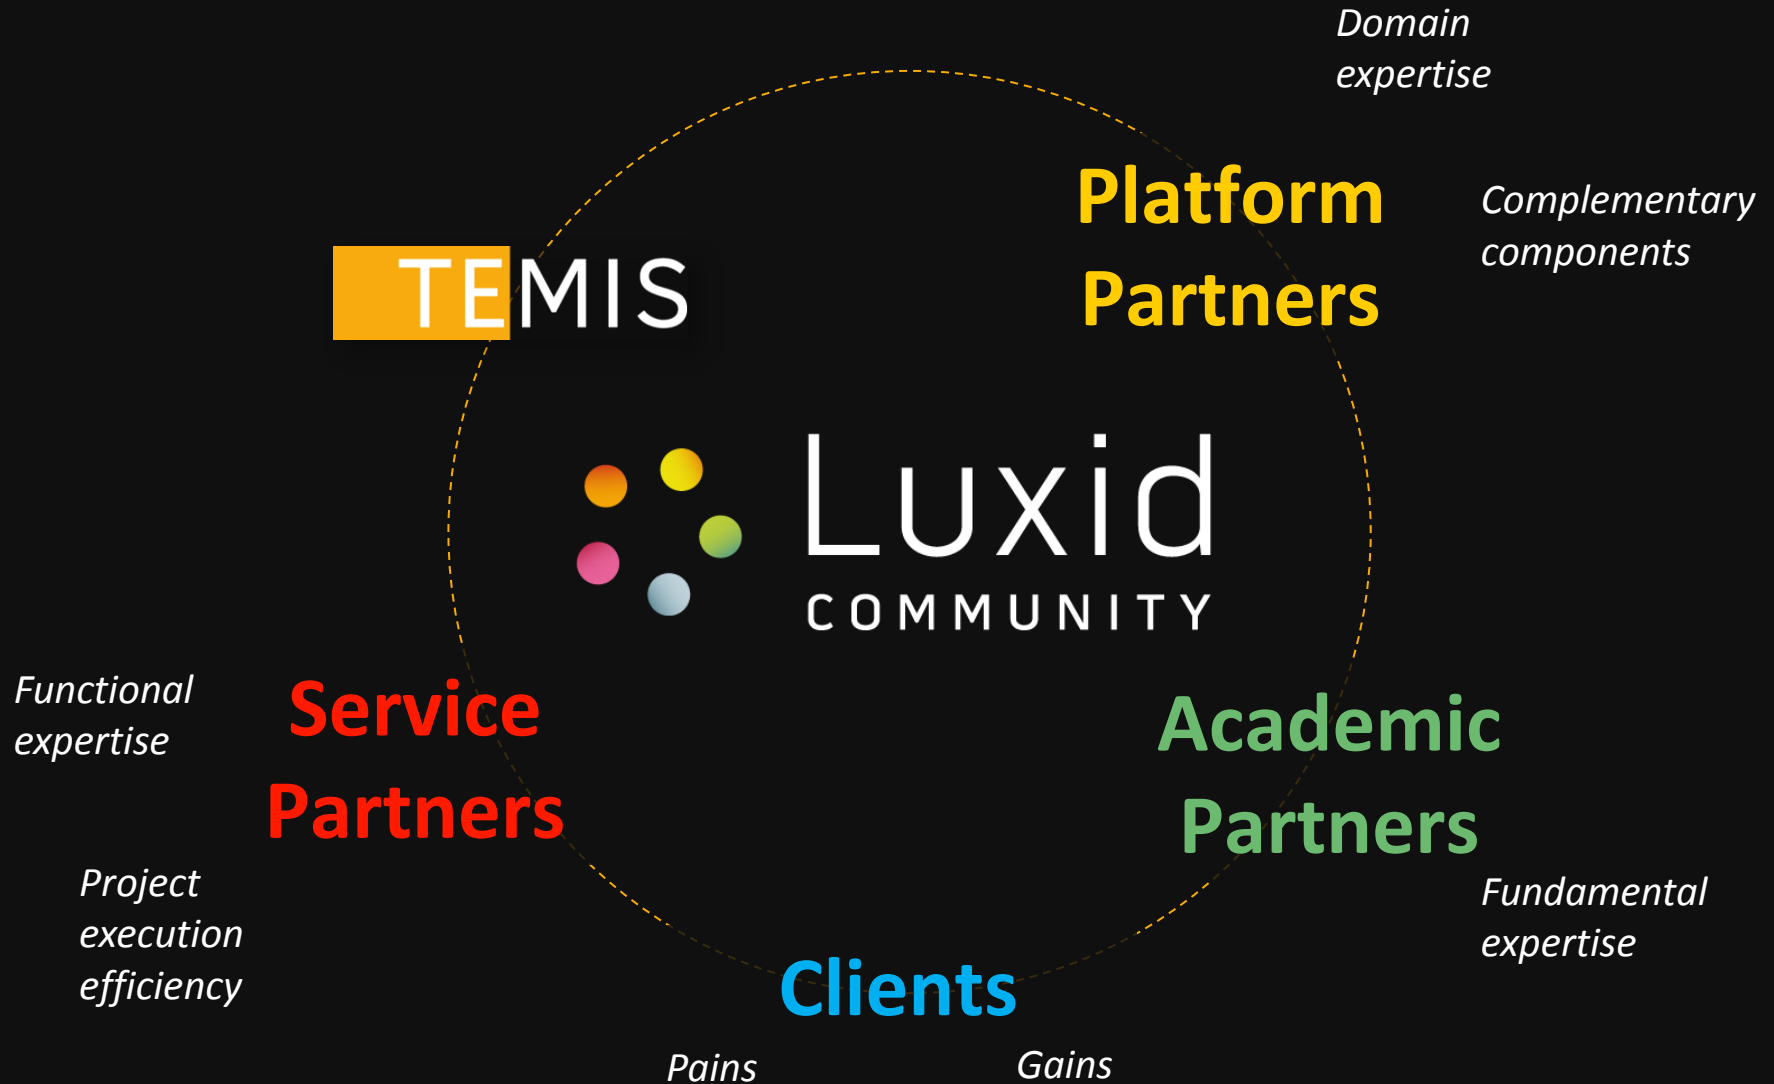 Domain
expertise
Platform
Partners
Complementary
components
TEMIS
Luxid
COMMUNITY
Functional
expertise
Service
Partners
Academic
Partners
Project
execution
efficiency
Fundamental
expertise
Clients
Pains
Gains